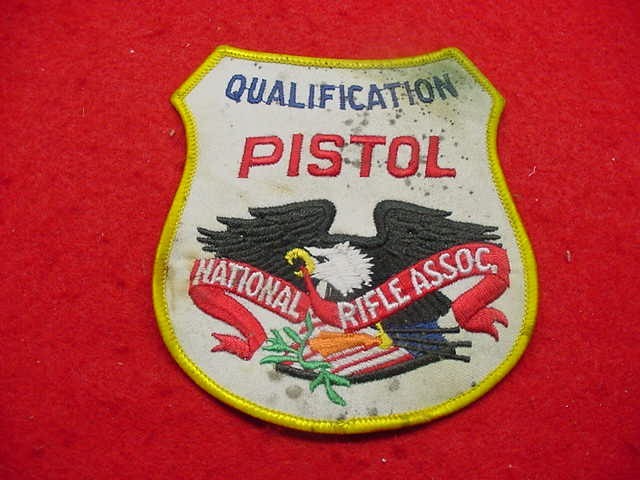 QUALIFICATION
PISTOL
NATIONAL RIFLE ASSOC.